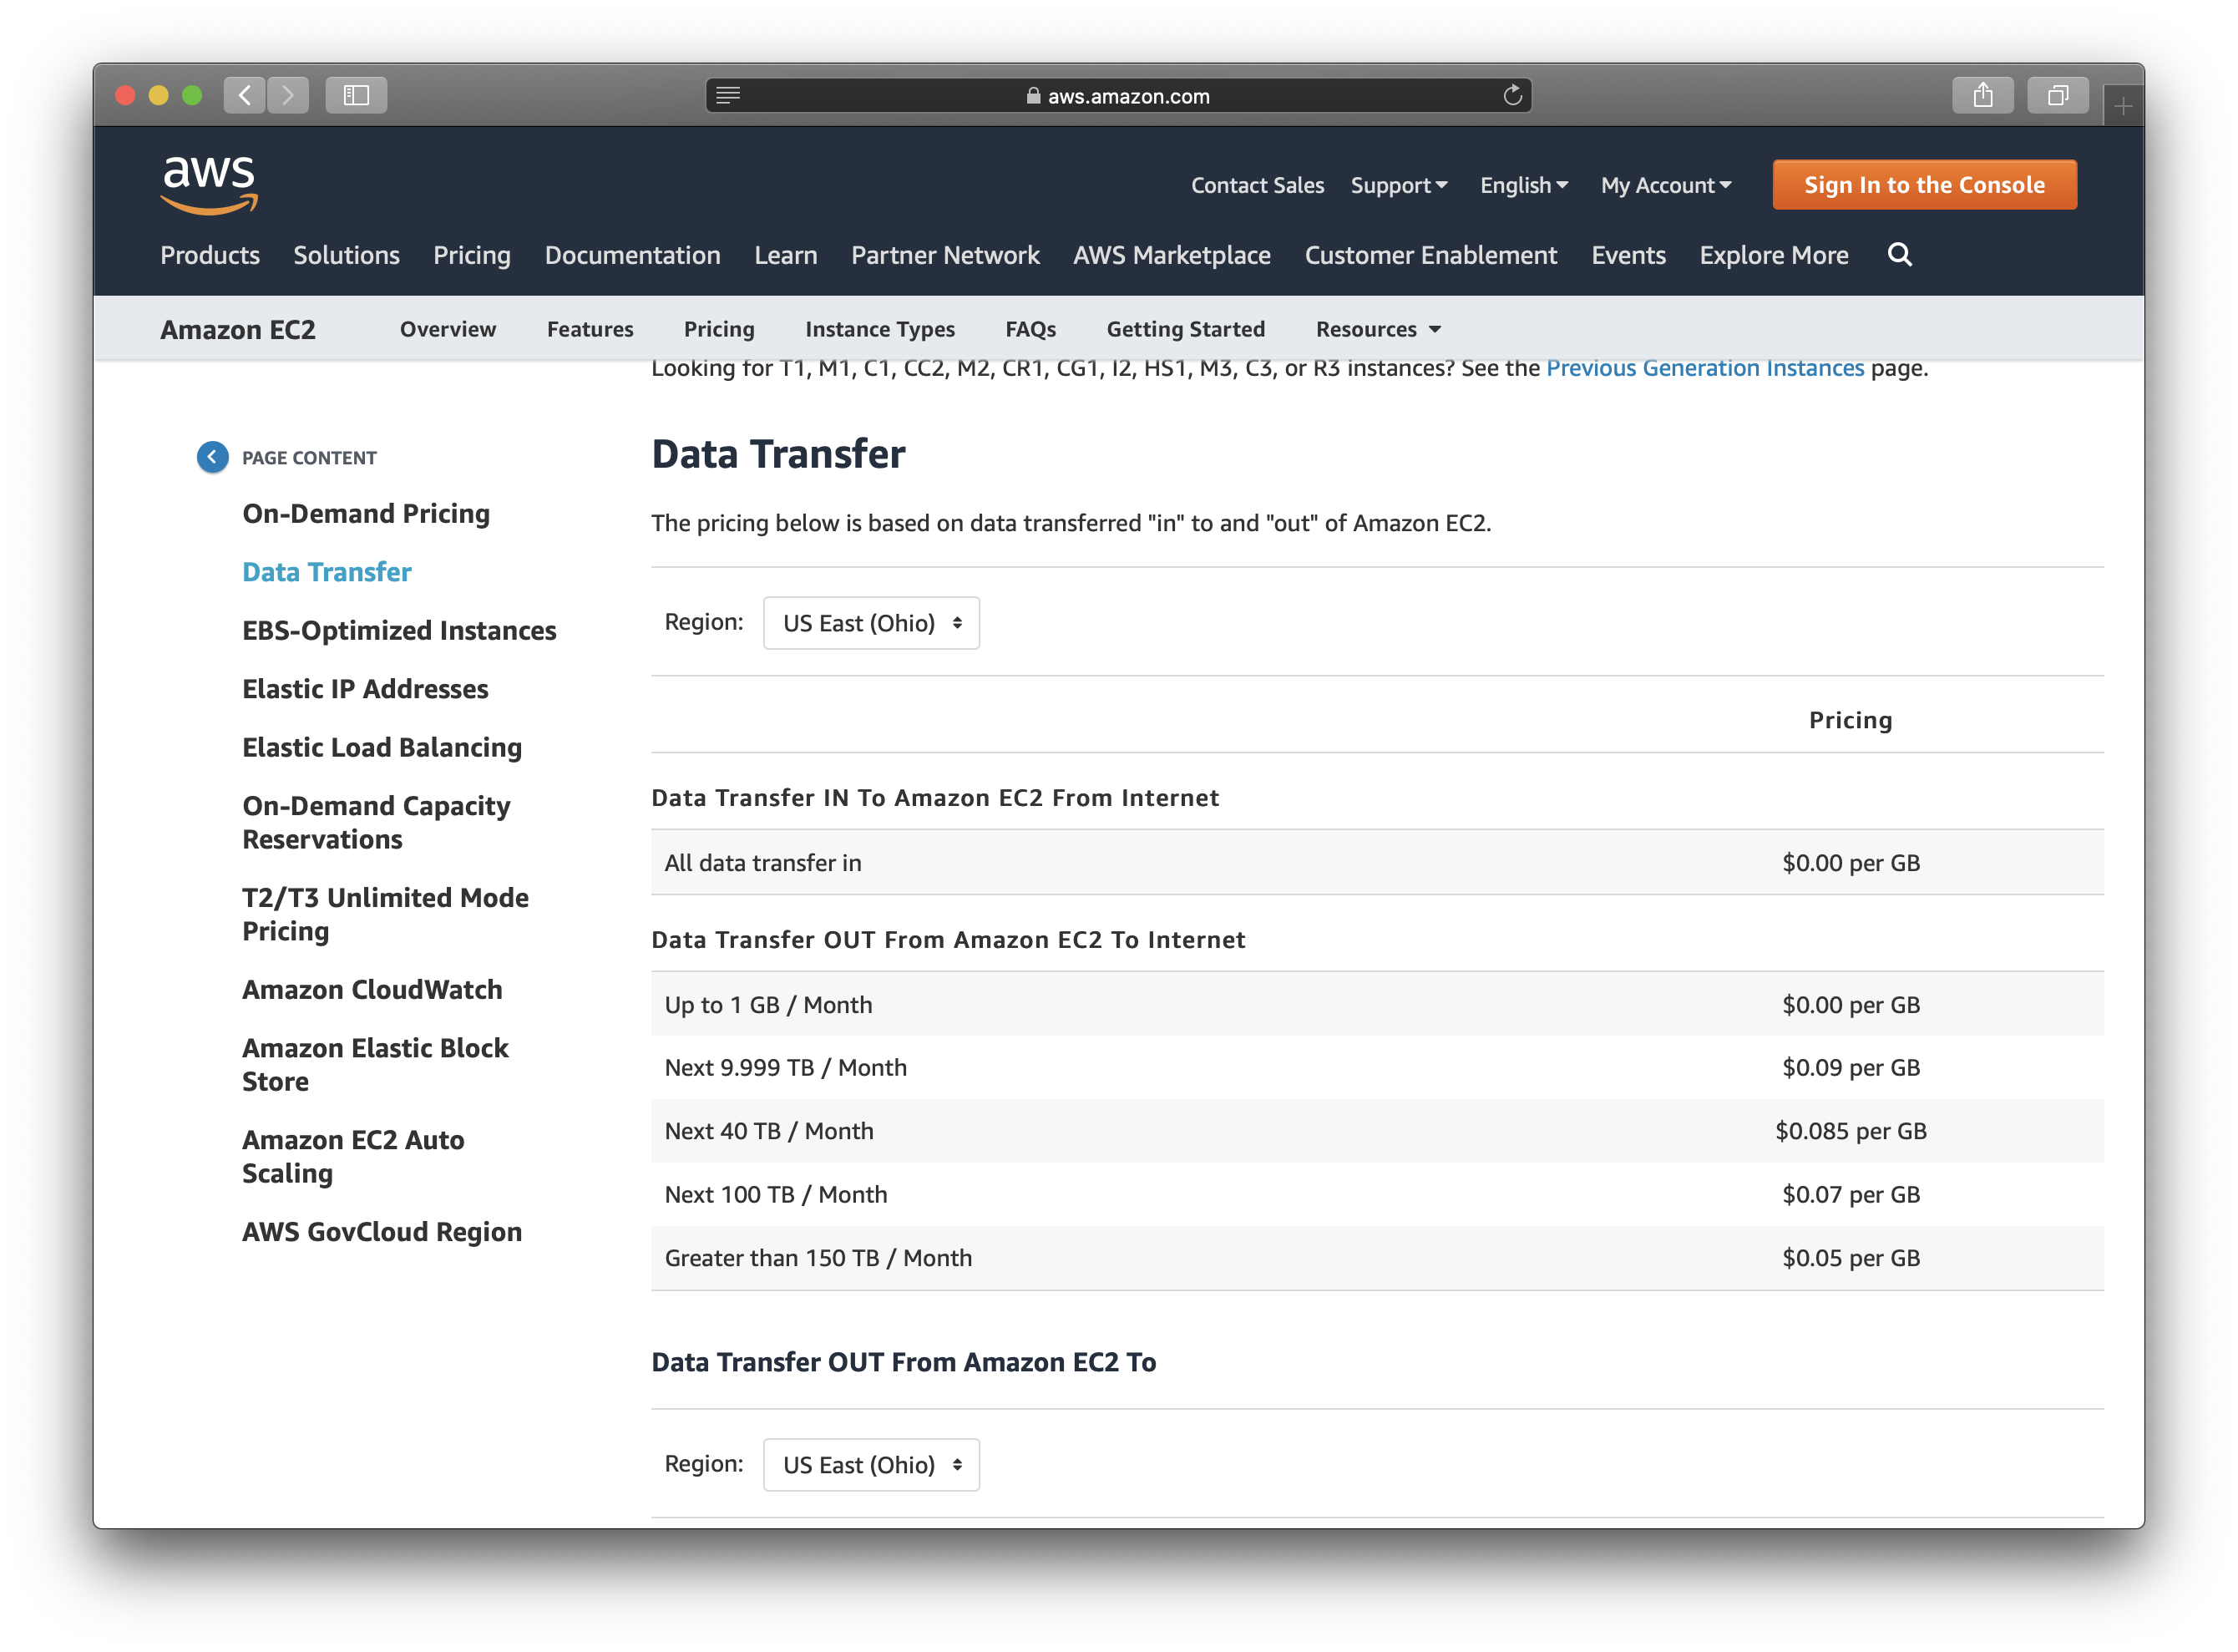 aws.amazon.com
aws
Contact Sales Support English My Account Sign In to the Console
Products Solutions Pricing Documentation Learn Partner Network AWS Marketplace Customer Enablement Events Explore More
Amazon EC2 Overview Features Pricing Instance Types FAQs Getting Started Resources
Looking for T1, M1, C1, CC2, M2, CR1, CG1, I2, HS1, M3, C3, or R3 instances? See the Previous Generation Instances page.
PAGE CONTENT
On-Demand Pricing
Data Transfer
EBS-Optimized Instances
Elastic IP Addresses
Elastic Load Balancing
On-Demand Capacity
Reservations
T2/T3 Unlimited Mode
Pricing
Amazon CloudWatch
Amazon Elastic Block
Store
Amazon EC2 Auto
Scaling
AWS GovCloud Region
Data Transfer
The pricing below is based on data transferred "in" to and "out" of Amazon EC2.
Region: US East (Ohio)
Pricing
Data Transfer IN To Amazon EC2 From Internet
All data transfer in $0.00 per GB
Data Transfer OUT From Amazon EC2 To Internet
Up to 1 GB / Month $0.00 per GB
Next 9.999 TB / Month $0.09 per GB
Next 40 TB / Month $0.085 per GB
Next 100 TB / Month $0.07 per GB
Greater than 150 TB / Month $0.05 per GB
Data Transfer OUT From Amazon EC2 To
Region: US East (Ohio)